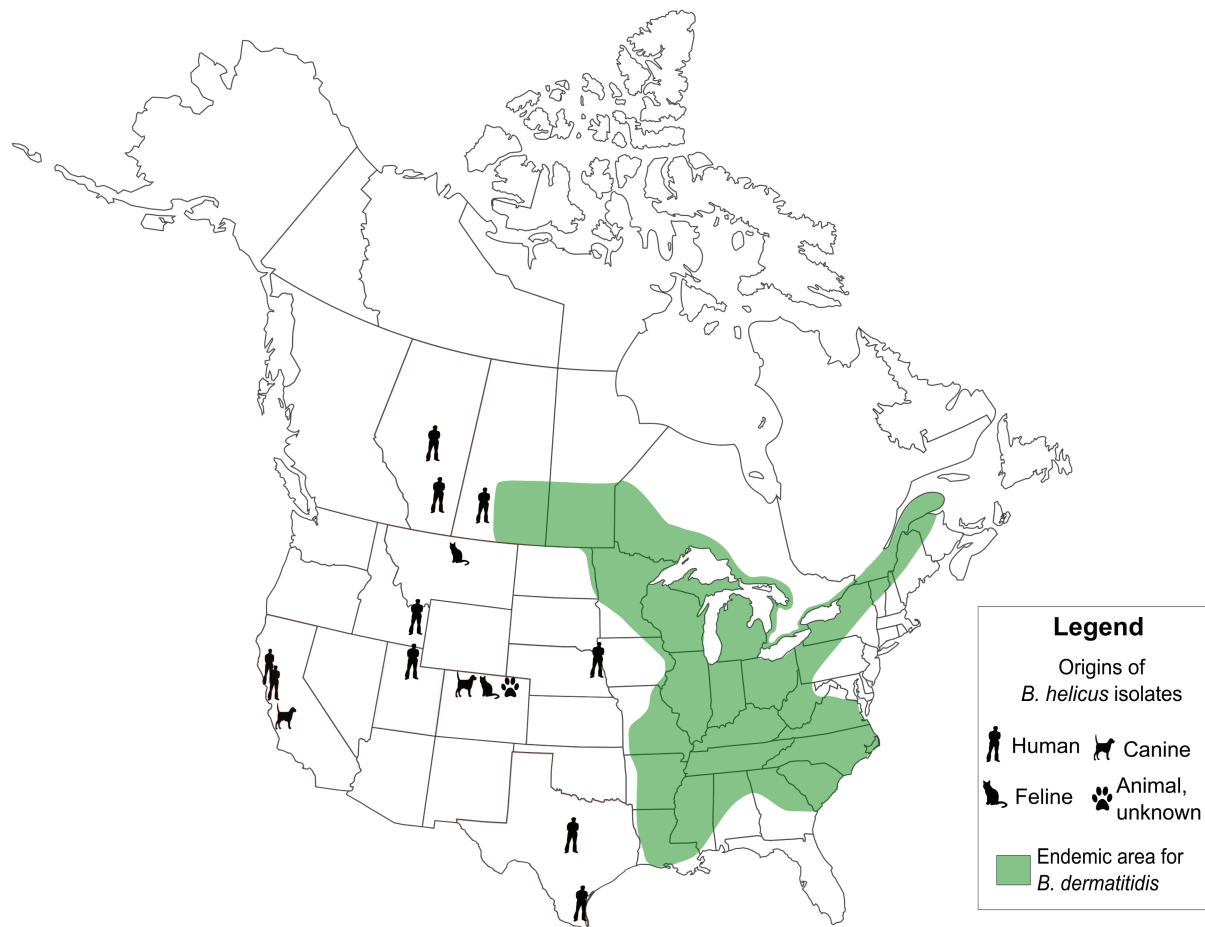 Legend
Origins of
B. helicus isolates
Human
Canine
Feline
Animal,
unknown
Endemic area for
B. dermatitidis